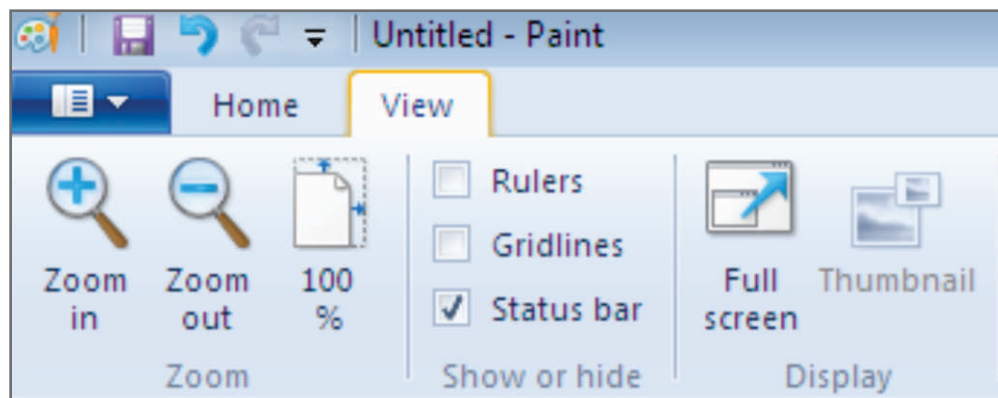 Untitled - Paint
Home View
Zoom in
Zoom out
100 %
Zoom
Rulers
Gridlines
Status bar
Show or hide
Full screen
Thumbnail
Display